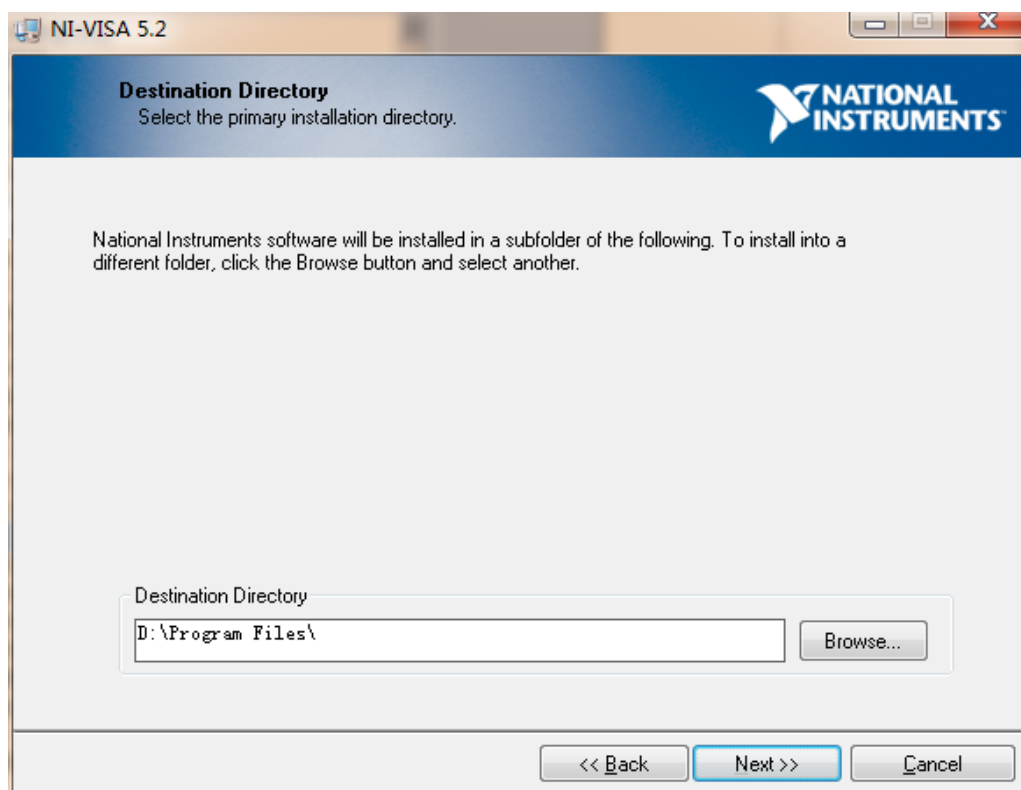 NI-VISA 5.2
Destination Directory
Select the primary installation directory.
NATIONAL
INSTRUMENTS
National Instruments software will be installed in a subfolder of the following. To install into a
different folder, click the Browse button and select another.
Destination Directory
D:\Program Files\
Browse...
<< Back
Next >>
Cancel